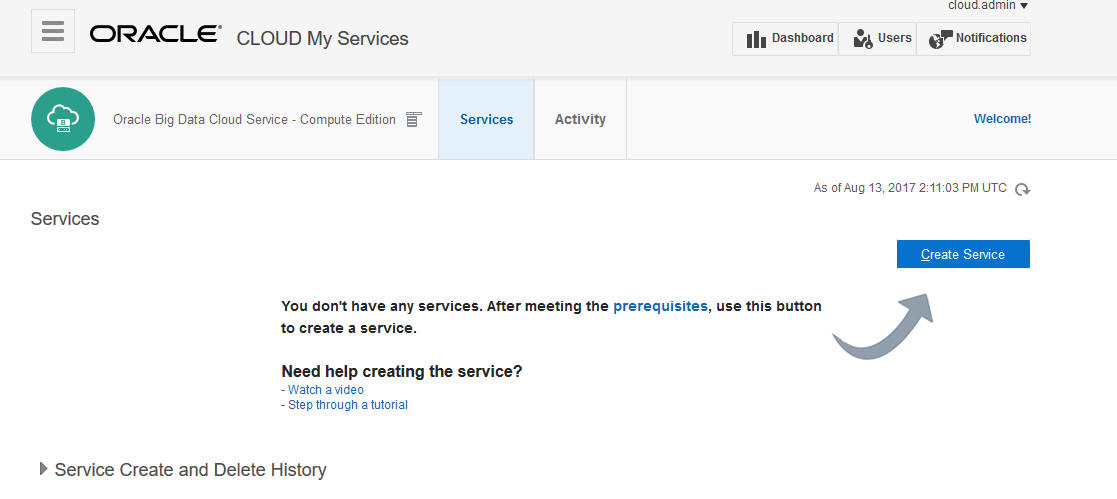 cloud.admin
ORACLE CLOUD My Services
Dashboard
Users
Notifications
Oracle Big Data Cloud Service - Compute Edition
Services
Activity
Welcome!
As of Aug 13, 2017 2:11:03 PM UTC
Services
Create Service
You don't have any services. After meeting the prerequisites, use this button
to create a service.
Need help creating the service?
- Watch a video
- Step through a tutorial
Service Create and Delete History